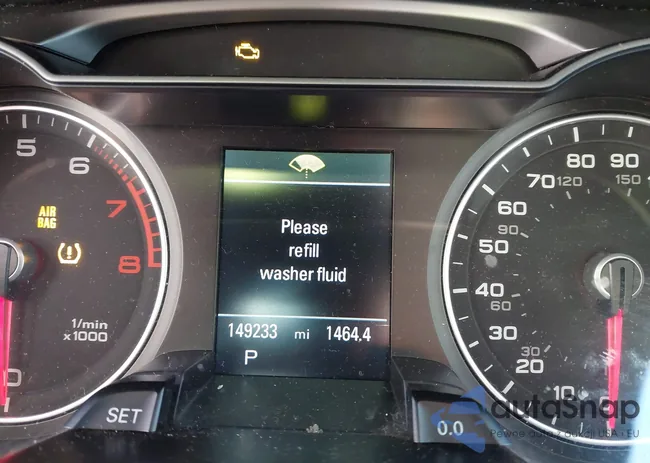 5
6
7
8
AIR
BAG
1/min
x1000
0
SET
Please
refill
washer fluid
149233 mi 1464.4
P
80 90
70 120 150
60
50 90
40 60
30
20 30
10
0.0
autoSnap